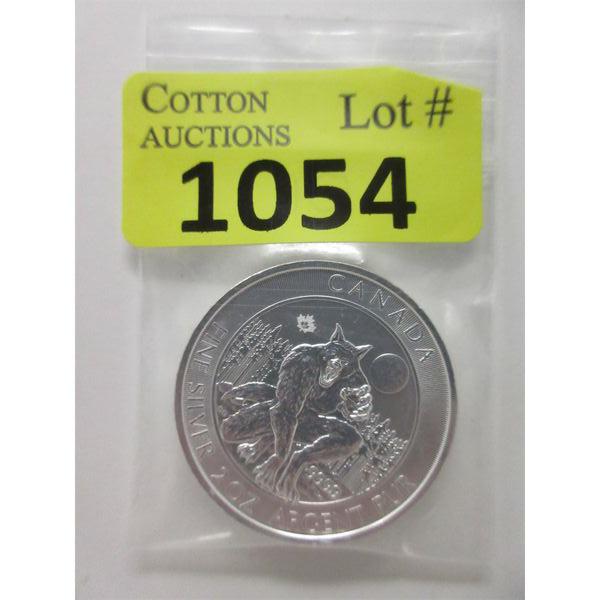 COTTON
AUCTIONS
Lot #
1054
CANADA
FINE SILVER 2 OZ ARGENT PUR